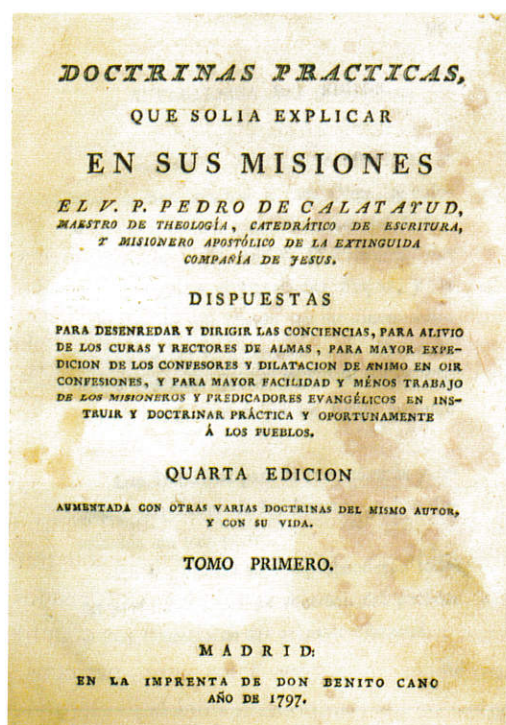 DOCTRINAS PRACTICAS,
QUE SOLIA EXPLICAR
EN SUS MISIONES
EL V. P. PEDRO DE CALATAYUD,
MAESTRO DE THEOLOGÍA, CATEDRÁTICO DE ESCRITURA,
Y MISIONERO APOSTÓLICO DE LA EXTINGUIDA
COMPAÑÍA DE JESUS.
DISPUESTAS
PARA DESENREDAR Y DIRIGIR LAS CONCIENCIAS, PARA ALIVIO
DE LOS CURAS Y RECTORES DE ALMAS, PARA MAYOR EXPE-
DICION DE LOS CONFESORES Y DILATACION DE ÁNIMO EN OIR
CONFESIONES, Y PARA MAYOR FACILIDAD Y MÉNOS TRABAJO
DE LOS MISIONEROS Y PREDICADORES EVANGÉLICOS EN INS-
TRUIR Y DOCTRINAR PRÁCTICA Y OPORTUNAMENTE
Á LOS PUEBLOS.
QUARTA EDICION
AUMENTADA CON OTRAS VARIAS DOCTRINAS DEL MISMO AUTOR,
Y CON SU VIDA.
TOMO PRIMERO.
MADRID:
EN LA IMPRENTA DE DON BENITO CANO
AÑO DE 1797.